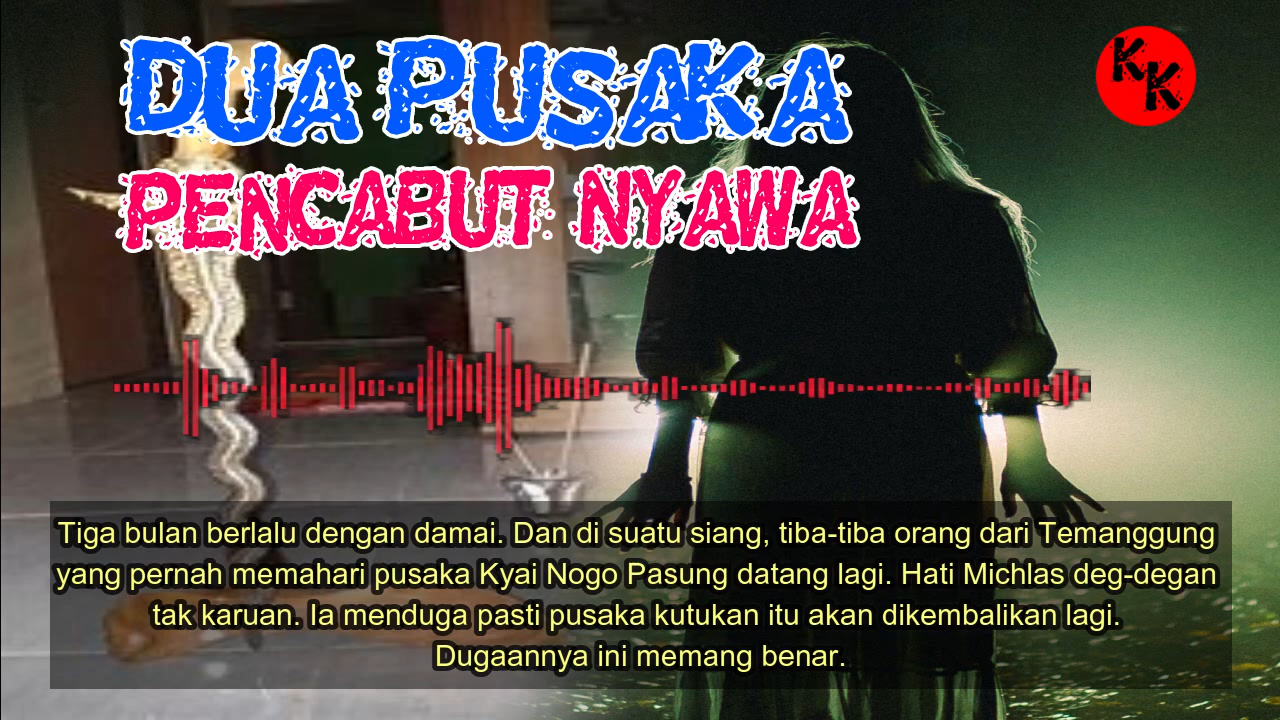 DUA PUSAKA
PENCABUT NYAWA
KK
Tiga bulan berlalu dengan damai. Dan di suatu siang, tiba-tiba orang dari Temanggung
yang pernah memahari pusaka Kyai Nogo Pasung datang lagi. Hati Michlas deg-degan
tak karuan. Ia menduga pasti pusaka kutukan itu akan dikembalikan lagi.
Dugaannya ini memang benar.